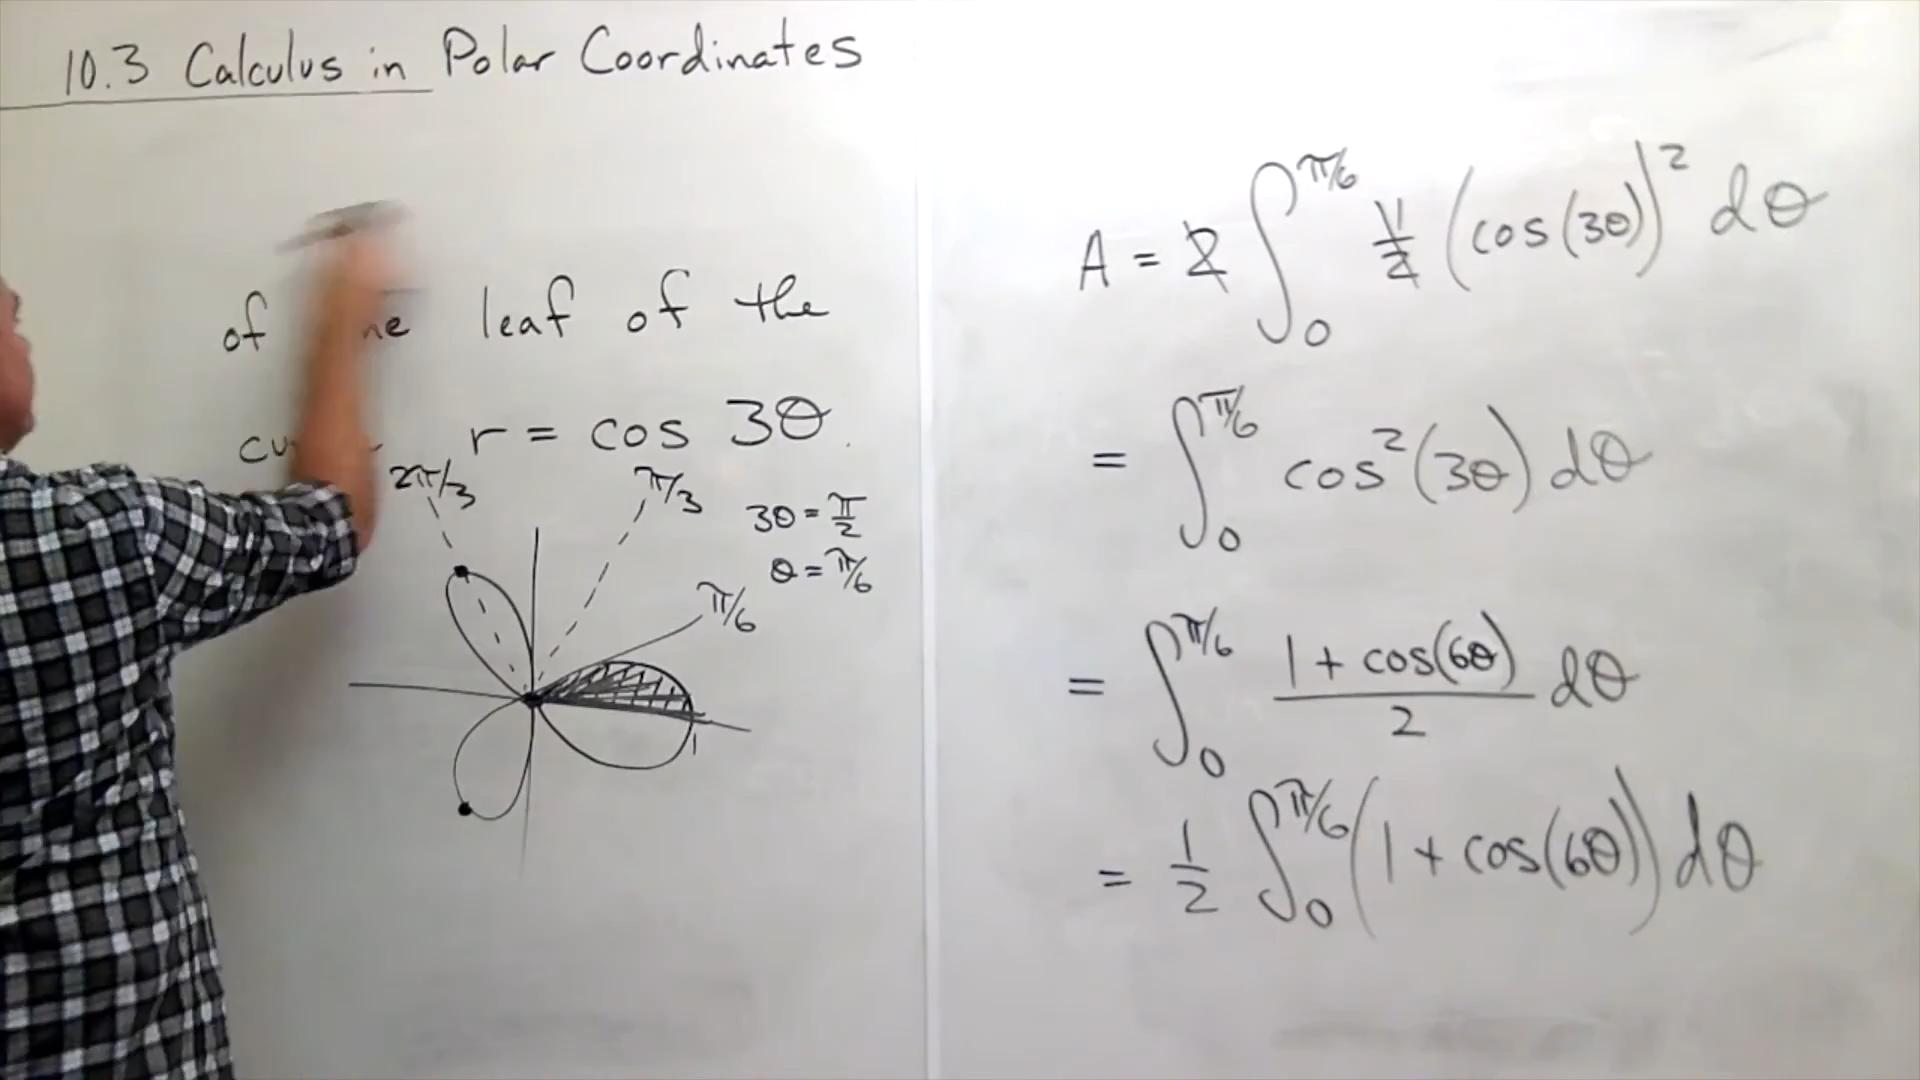 10.3 Calculus in Polar Coordinates
of leaf of the
r = cos 3θ.
2π/3
π/3
3θ = π/2
θ = π/6
π/6
1
A = 2 ∫₀^{π/6} 1/2 (cos(3θ))² dθ
= ∫₀^{π/6} cos²(3θ) dθ
= ∫₀^{π/6} (1 + cos(6θ))/2 dθ
= 1/2 ∫₀^{π/6} (1 + cos(6θ)) dθ